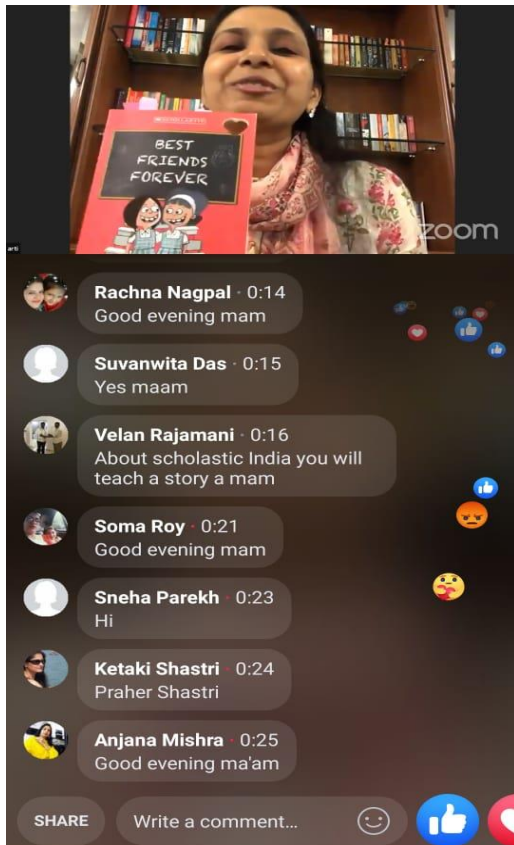 SCHOLASTIC
BEST
FRIENDS
FOREVER
zoom
arti
Rachna Nagpal · 0:14
Good evening mam
Suvanwita Das · 0:15
Yes maam
Velan Rajamani · 0:16
About scholastic India you will
teach a story a mam
Soma Roy · 0:21
Good evening mam
Sneha Parekh · 0:23
Hi
Ketaki Shastri · 0:24
Praher Shastri
Anjana Mishra · 0:25
Good evening ma'am
SHARE
Write a comment...